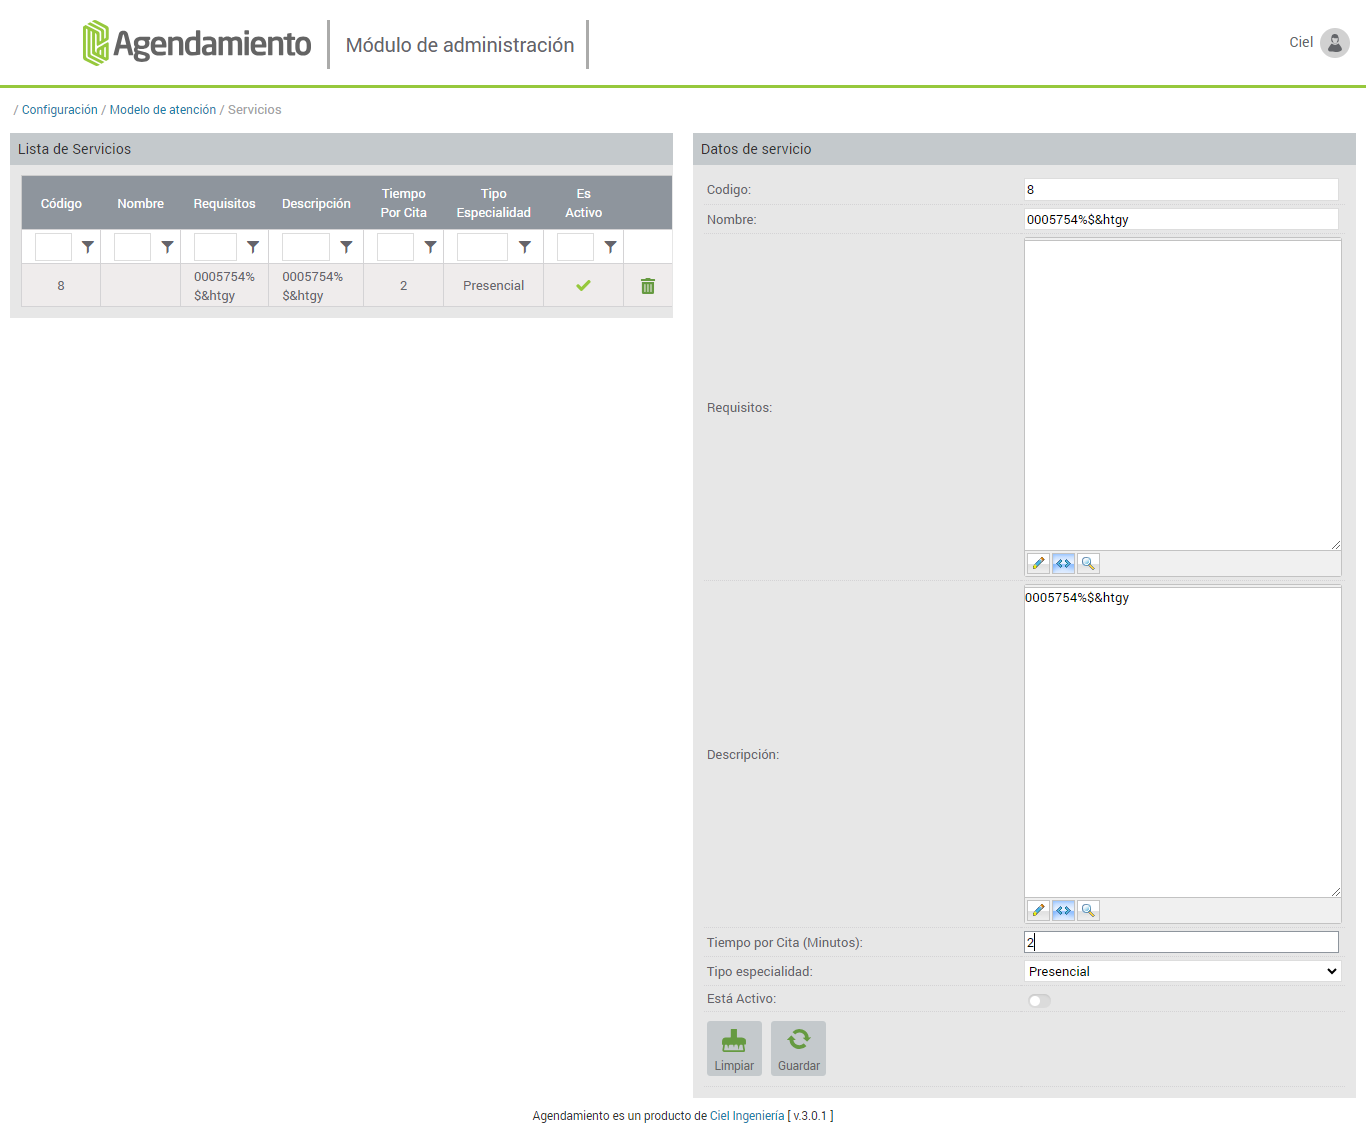 Agendamiento
Módulo de administración
Ciel
/ Configuración / Modelo de atención / Servicios
Lista de Servicios
Código Nombre Requisitos Descripción Tiempo Por Cita Tipo Especialidad Es Activo
8 0005754%$&htgy 0005754%$&htgy 2 Presencial
Datos de servicio
Codigo: 8
Nombre: 0005754%$&htgy
Requisitos:
Descripción: 0005754%$&htgy
Tiempo por Cita (Minutos): 2
Tipo especialidad: Presencial
Está Activo:
Limpiar Guardar
Agendamiento es un producto de Ciel Ingeniería [ v.3.0.1 ]